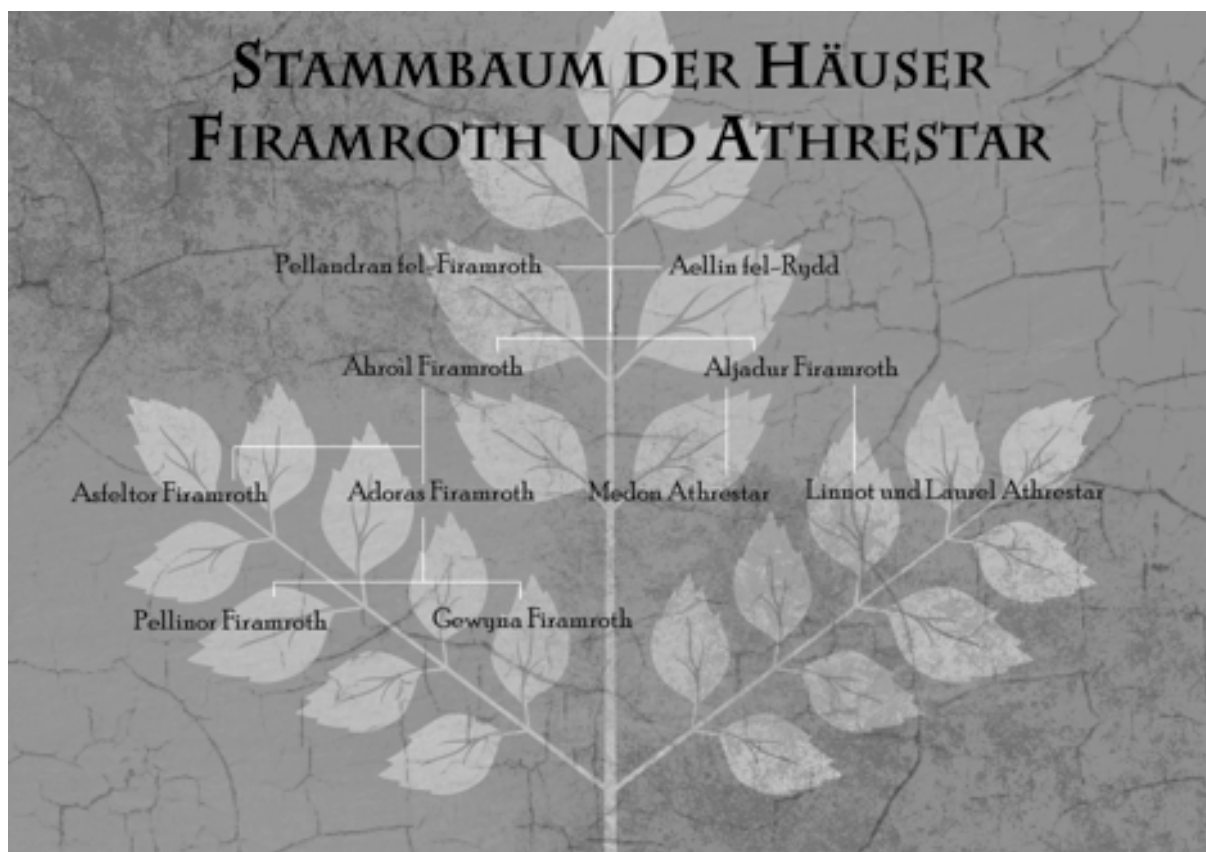 STAMMBAUM DER HÄUSER
FIRAMROTH UND ATHRESTAR
Pellandran fel-Firamroth Aellin fel-Rydd
Ahroìl Firamroth Aljadur Firamroth
Asfeltor Firamroth Adoras Firamroth Medon Athrestar Linnot und Laurel Athrestar
Pellinor Firamroth Gewyna Firamroth